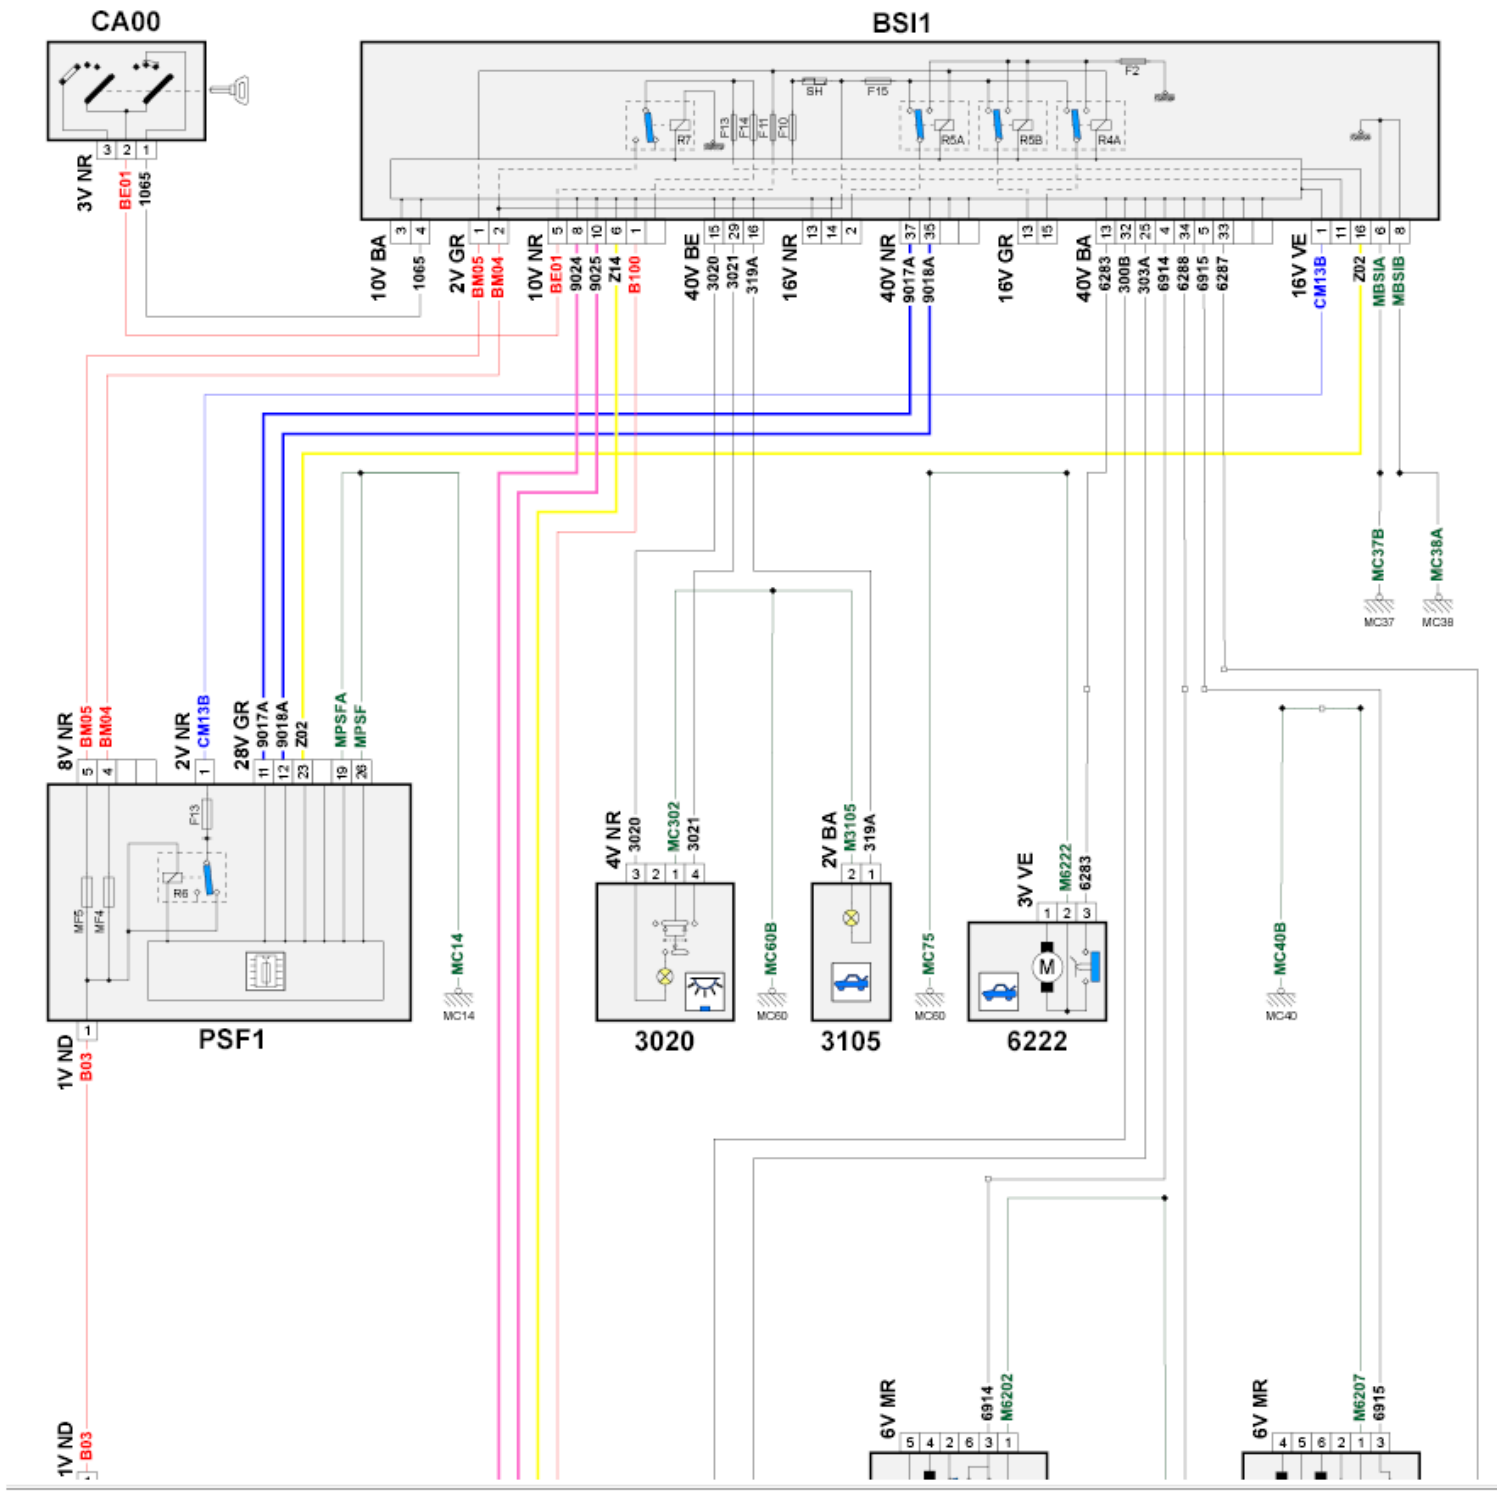 CA00
BSI1
F2
SH
F15
R7
F13
F14
F11
F10
R5A
R5B
R4A
3 2 1
3V NR
BE01
1065
3 4
10V BA
1065
1 2
2V GR
BM05
BM04
5 8 10 6 1
10V NR
BE01
9024
9025
Z14
B100
15 29 16
40V BE
3020
3021
319A
13 14 2
16V NR
37 35
40V NR
9017A
9018A
13 15
16V GR
13 32 25 4 34 5 33
40V BA
6283
300B
303A
6914
6288
6915
6287
1 11 16 6 8
16V VE
CM13B
Z02
MBSIA
MBSIB
MC37B
MC38A
MC37
MC38
8V NR
BM05
BM04
2V NR
CM13B
28V GR
9017A
9018A
Z02
MPSFA
MPSF
5 4 1 11 12 23 19 26
F13
R6
MF5
MF4
PSF1
1
1V ND
B03
MC14
MC14
4V NR
3020
MC302
3021
3 2 1 4
3020
MC60B
MC60
2V BA
M3105
319A
2 1
3105
MC75
MC60
3V VE
M6222
6283
1 2 3
M
6222
MC40B
MC40
1V ND
B03
6V MR
6914
M6202
5 4 2 6 3 1
6V MR
M6207
6915
4 5 6 2 1 3